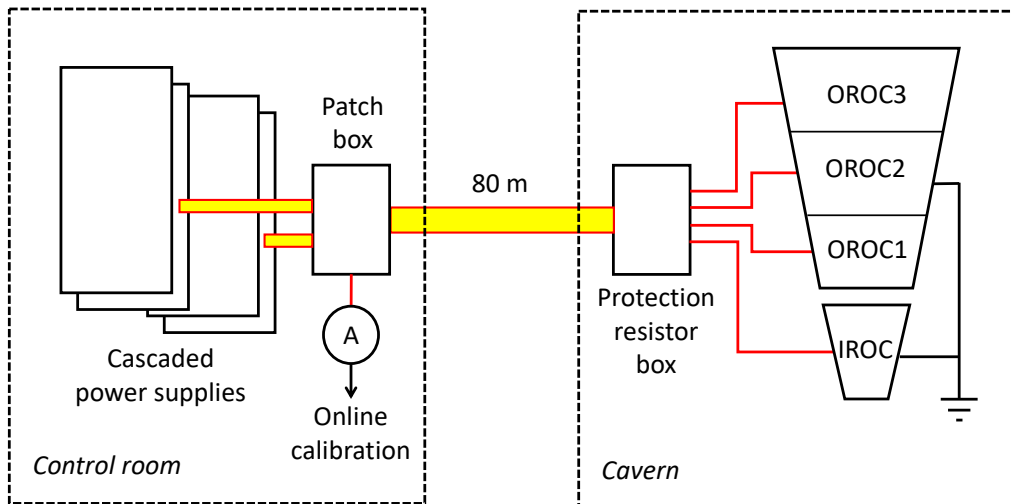 Patch
box
80 m
OROC3
OROC2
OROC1
IROC
Protection
resistor
box
A
Cascaded
power supplies
Online
calibration
Control room
Cavern